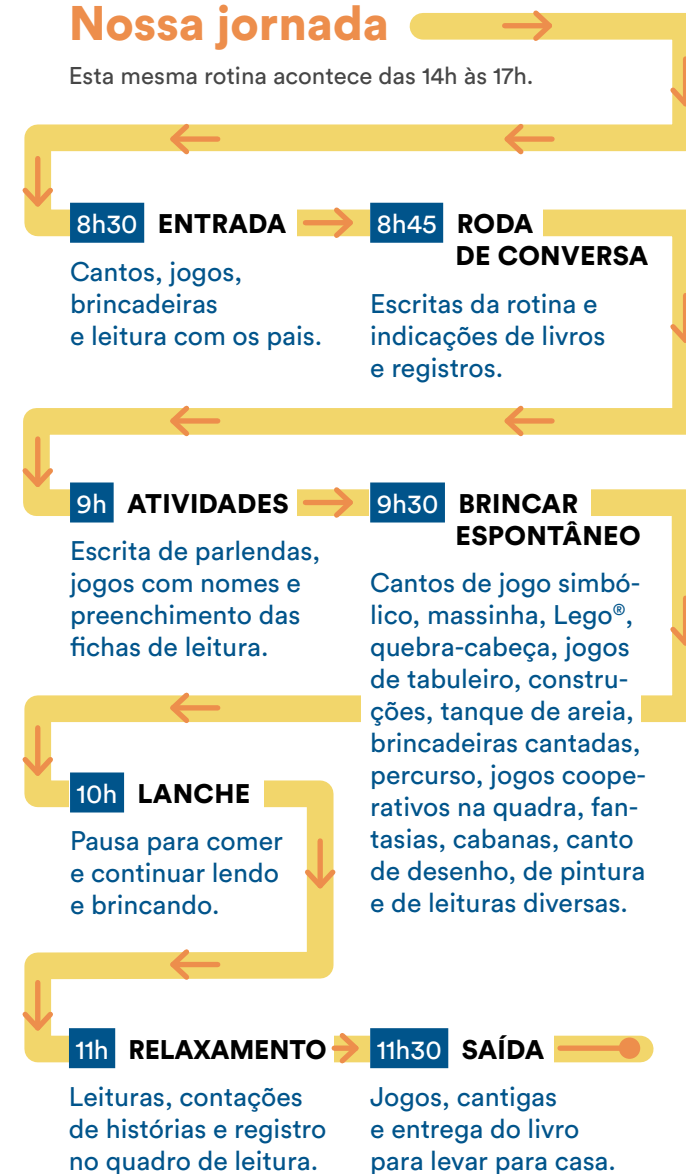 Nossa jornada
Esta mesma rotina acontece das 14h às 17h.
8h30 ENTRADA
Cantos, jogos,
brincadeiras
e leitura com os pais.
8h45 RODA
DE CONVERSA
Escritas da rotina e
indicações de livros
e registros.
9h ATIVIDADES
Escrita de parlendas,
jogos com nomes e
preenchimento das
fichas de leitura.
9h30 BRINCAR
ESPONTÂNEO
Cantos de jogo simbó-
lico, massinha, Lego®,
quebra-cabeça, jogos
de tabuleiro, constru-
ções, tanque de areia,
brincadeiras cantadas,
percurso, jogos coope-
rativos na quadra, fan-
tasias, cabanas, canto
de desenho, de pintura
e de leituras diversas.
10h LANCHE
Pausa para comer
e continuar lendo
e brincando.
11h RELAXAMENTO
Leituras, contações
de histórias e registro
no quadro de leitura.
11h30 SAÍDA
Jogos, cantigas
e entrega do livro
para levar para casa.